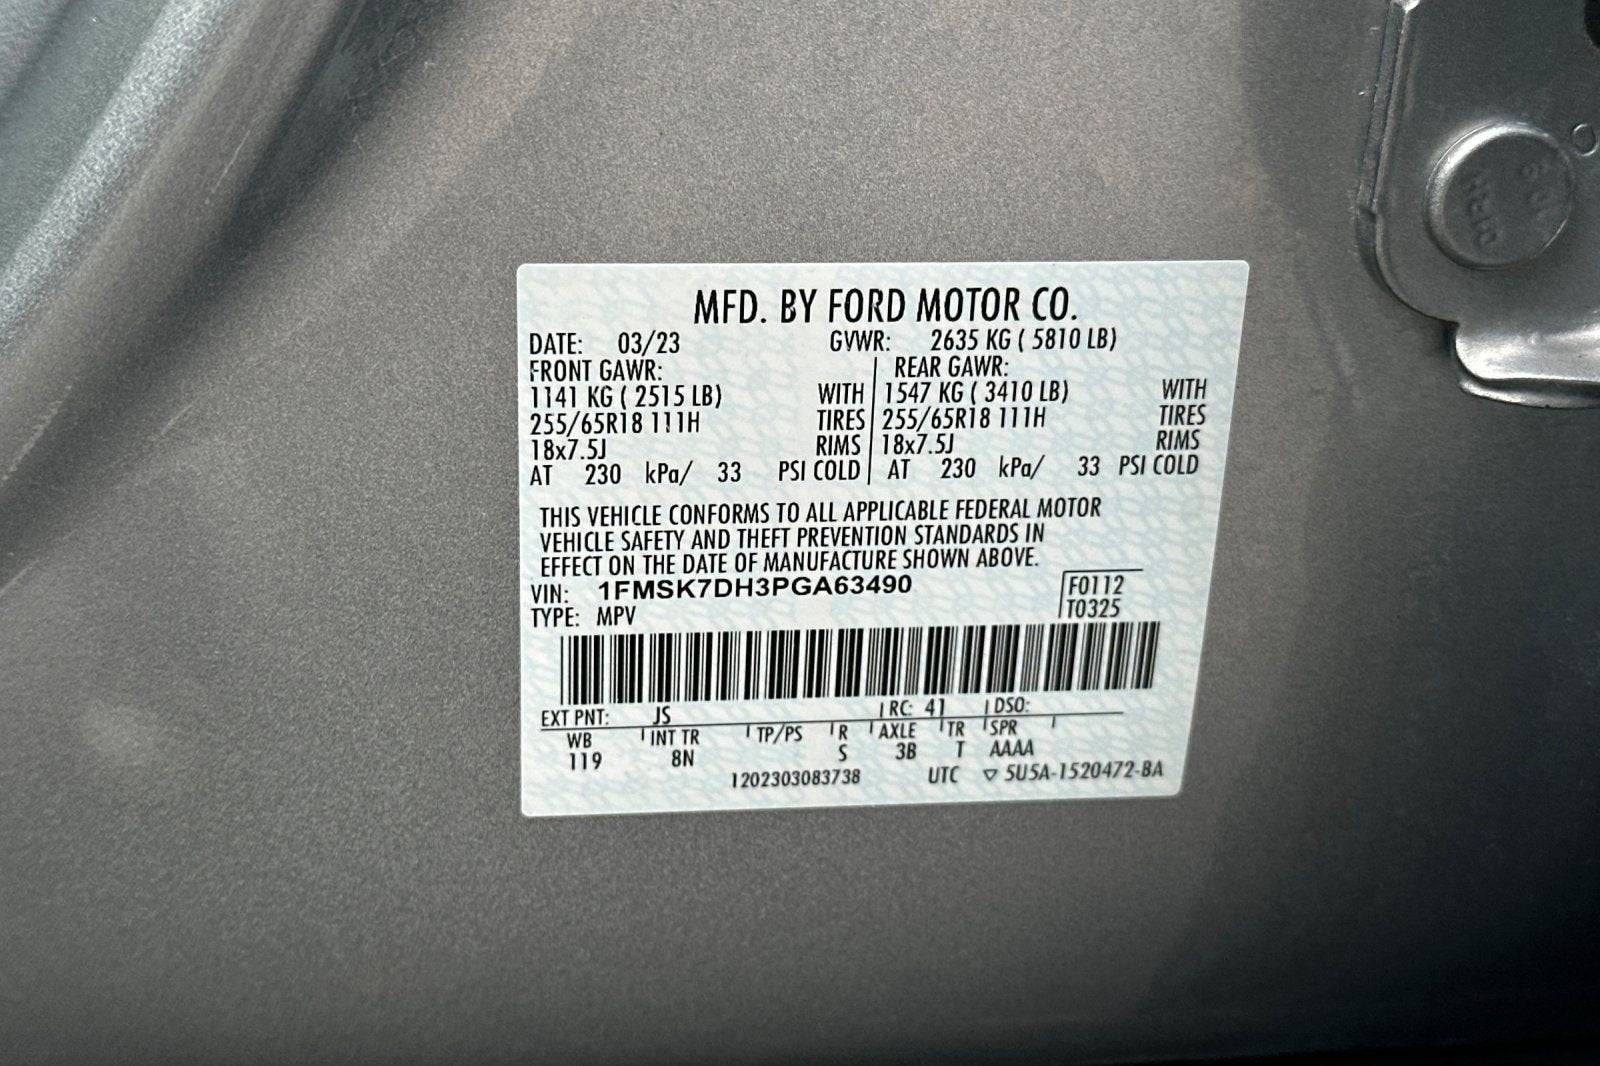 MFD. BY FORD MOTOR CO.
DATE: 03/23 GVWR: 2635 KG ( 5810 LB)
FRONT GAWR: REAR GAWR:
1141 KG ( 2515 LB) WITH 1547 KG ( 3410 LB) WITH
255/65R18 111H TIRES 255/65R18 111H TIRES
18x7.5J RIMS 18x7.5J RIMS
AT 230 kPa/ 33 PSI COLD AT 230 kPa/ 33 PSI COLD
THIS VEHICLE CONFORMS TO ALL APPLICABLE FEDERAL MOTOR
VEHICLE SAFETY AND THEFT PREVENTION STANDARDS IN
EFFECT ON THE DATE OF MANUFACTURE SHOWN ABOVE.
VIN: 1FMSK7DH3PGA63490 F0112
TYPE: MPV T0325
EXT PNT: JS RC: 41 DSO:
WB INT TR TP/PS R AXLE TR SPR
119 8N S 3B T AAAA
1202303083738 UTC ▽ 5U5A-1520472-BA